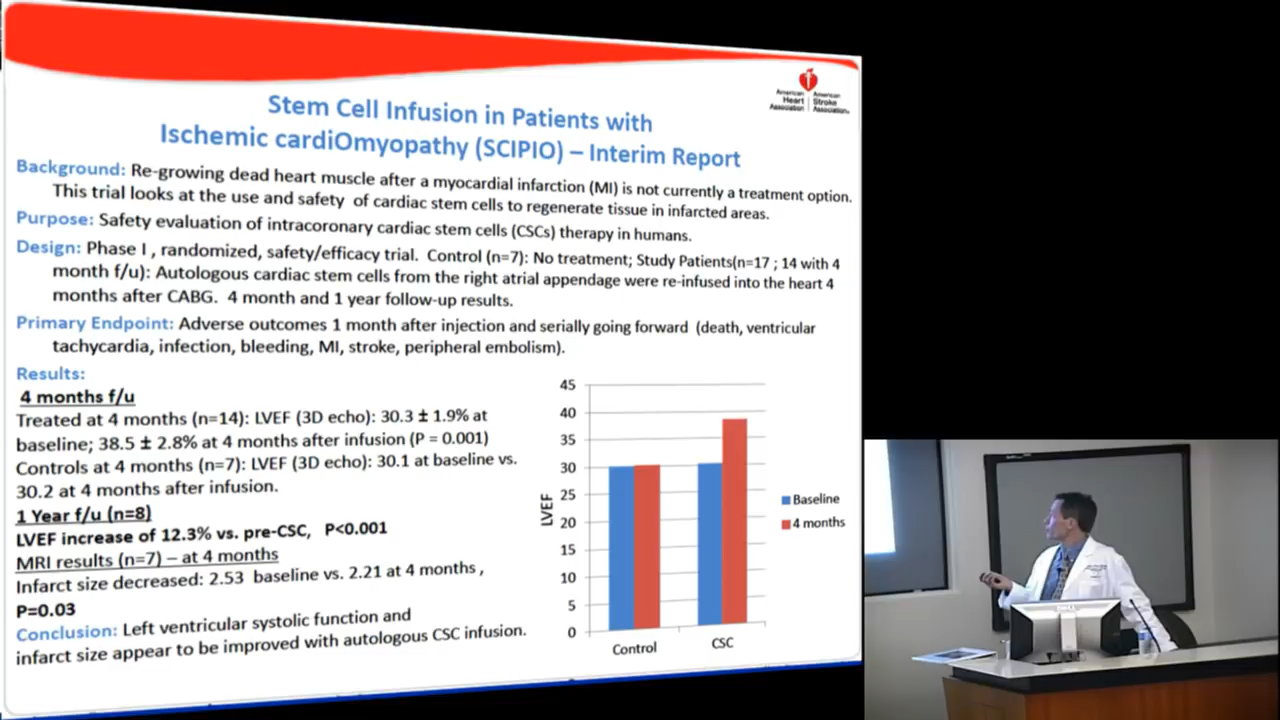 American Heart Association
American Stroke Association
Stem Cell Infusion in Patients with
Ischemic cardiOmyopathy (SCIPIO) – Interim Report
Background: Re-growing dead heart muscle after a myocardial infarction (MI) is not currently a treatment option.
This trial looks at the use and safety of cardiac stem cells to regenerate tissue in infarcted areas.
Purpose: Safety evaluation of intracoronary cardiac stem cells (CSCs) therapy in humans.
Design: Phase I , randomized, safety/efficacy trial. Control (n=7): No treatment; Study Patients(n=17 ; 14 with 4
month f/u): Autologous cardiac stem cells from the right atrial appendage were re-infused into the heart 4
months after CABG. 4 month and 1 year follow-up results.
Primary Endpoint: Adverse outcomes 1 month after injection and serially going forward (death, ventricular
tachycardia, infection, bleeding, MI, stroke, peripheral embolism).
Results:
4 months f/u
Treated at 4 months (n=14): LVEF (3D echo): 30.3 ± 1.9% at
baseline; 38.5 ± 2.8% at 4 months after infusion (P = 0.001)
Controls at 4 months (n=7): LVEF (3D echo): 30.1 at baseline vs.
30.2 at 4 months after infusion.
1 Year f/u (n=8)
LVEF increase of 12.3% vs. pre-CSC, P<0.001
MRI results (n=7) – at 4 months
Infarct size decreased: 2.53 baseline vs. 2.21 at 4 months ,
P=0.03
Conclusion: Left ventricular systolic function and
infarct size appear to be improved with autologous CSC infusion.
45
40
35
30
25
20
15
10
5
0
LVEF
Control
CSC
Baseline
4 months